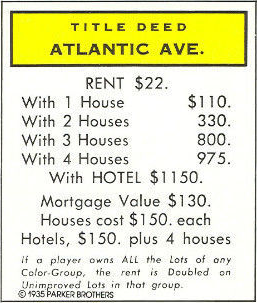 TITLE DEED
ATLANTIC AVE.
RENT $22.
With 1 House $110.
With 2 Houses 330.
With 3 Houses 800.
With 4 Houses 975.
With HOTEL $1150.
Mortgage Value $130.
Houses cost $150. each
Hotels, $150. plus 4 houses
If a player owns ALL the Lots of any
Color-Group, the rent is Doubled on
Unimproved Lots in that group.
©1935 PARKER BROTHERS